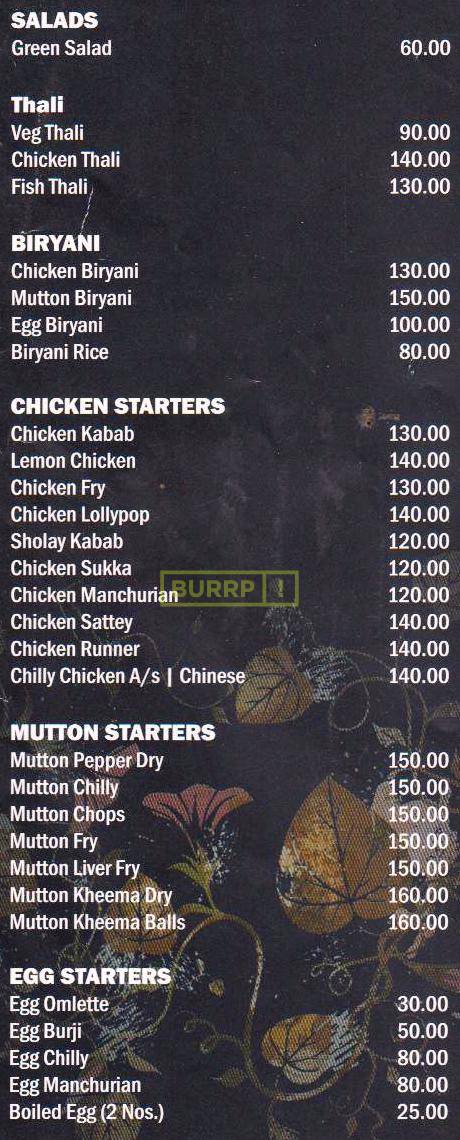 SALADS
Green Salad 60.00
Thali
Veg Thali 90.00
Chicken Thali 140.00
Fish Thali 130.00
BIRYANI
Chicken Biryani 130.00
Mutton Biryani 150.00
Egg Biryani 100.00
Biryani Rice 80.00
CHICKEN STARTERS
Chicken Kabab 130.00
Lemon Chicken 140.00
Chicken Fry 130.00
Chicken Lollypop 140.00
Sholay Kabab 120.00
Chicken Sukka 120.00
Chicken Manchurian 120.00
BURRP!
Chicken Sattey 140.00
Chicken Runner 140.00
Chilly Chicken A/s | Chinese 140.00
MUTTON STARTERS
Mutton Pepper Dry 150.00
Mutton Chilly 150.00
Mutton Chops 150.00
Mutton Fry 150.00
Mutton Liver Fry 150.00
Mutton Kheema Dry 160.00
Mutton Kheema Balls 160.00
EGG STARTERS
Egg Omlette 30.00
Egg Burji 50.00
Egg Chilly 80.00
Egg Manchurian 80.00
Boiled Egg (2 Nos.) 25.00